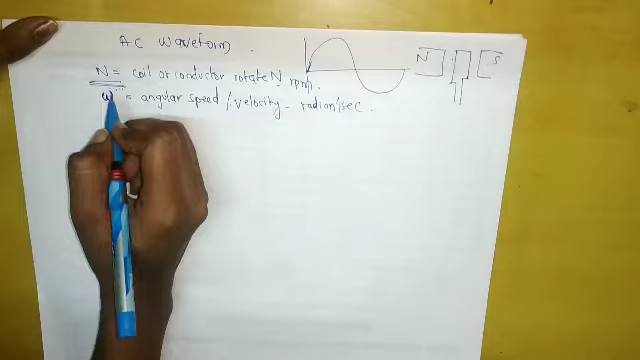 AC Waveform.
N S
N = coil or conductor rotate N rpm.
ω = angular speed / velocity - radian/sec.